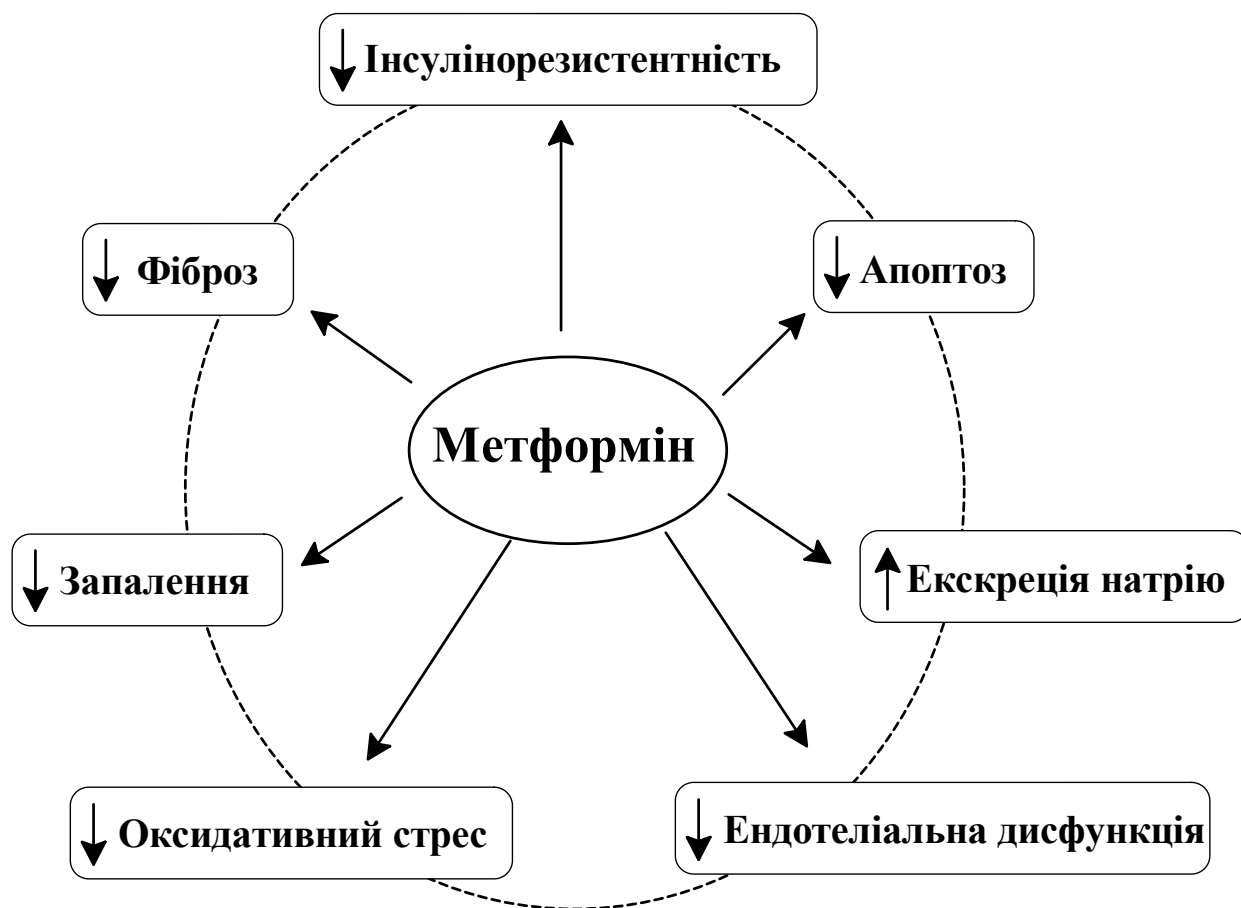 Інсулінорезистентність
Фіброз
Апоптоз
Метформін
Запалення
Екскреція натрію
Оксидативний стрес
Ендотеліальна дисфункція